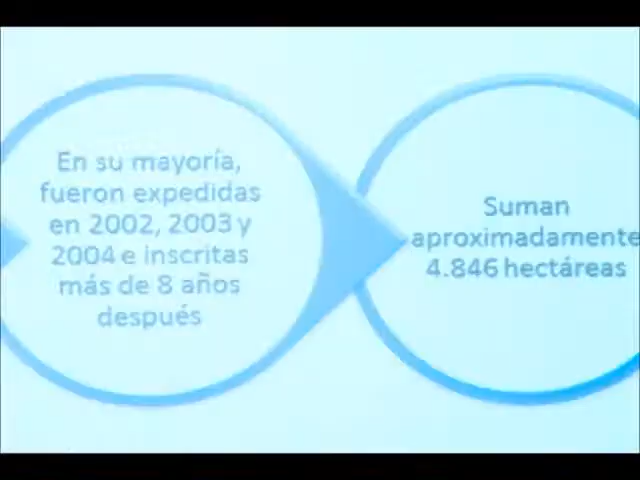 En su mayoría,
fueron expedidas
en 2002, 2003 y
2004 e inscritas
más de 8 años
después
Suman
aproximadamente
4.846 hectáreas